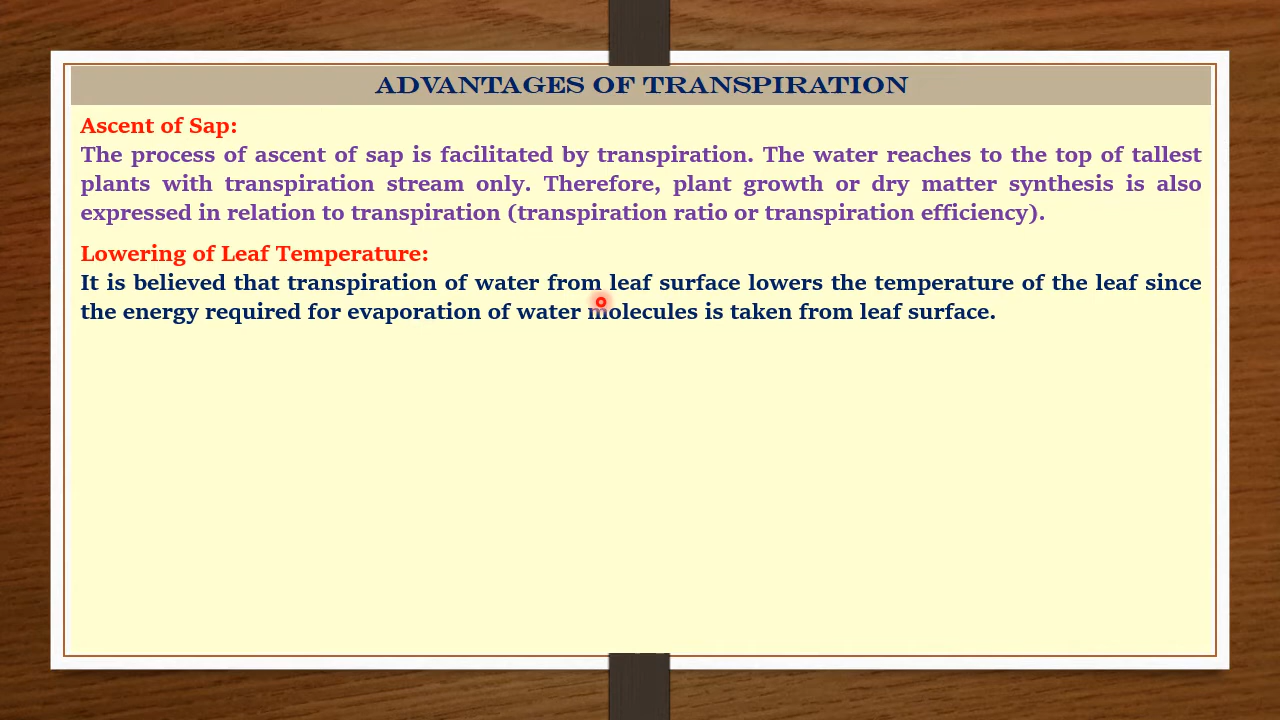 ADVANTAGES OF TRANSPIRATION
Ascent of Sap:
The process of ascent of sap is facilitated by transpiration. The water reaches to the top of tallest
plants with transpiration stream only. Therefore, plant growth or dry matter synthesis is also
expressed in relation to transpiration (transpiration ratio or transpiration efficiency).
Lowering of Leaf Temperature:
It is believed that transpiration of water from leaf surface lowers the temperature of the leaf since
the energy required for evaporation of water molecules is taken from leaf surface.